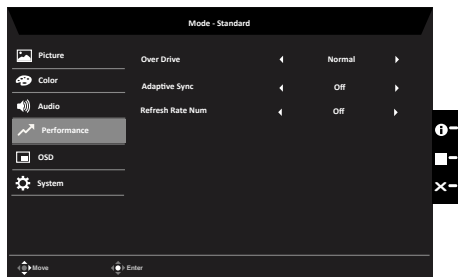 Mode - Standard
Picture
Over Drive Normal
Color
Adaptive Sync Off
Audio
Refresh Rate Num Off
Performance
OSD
System
Move Enter